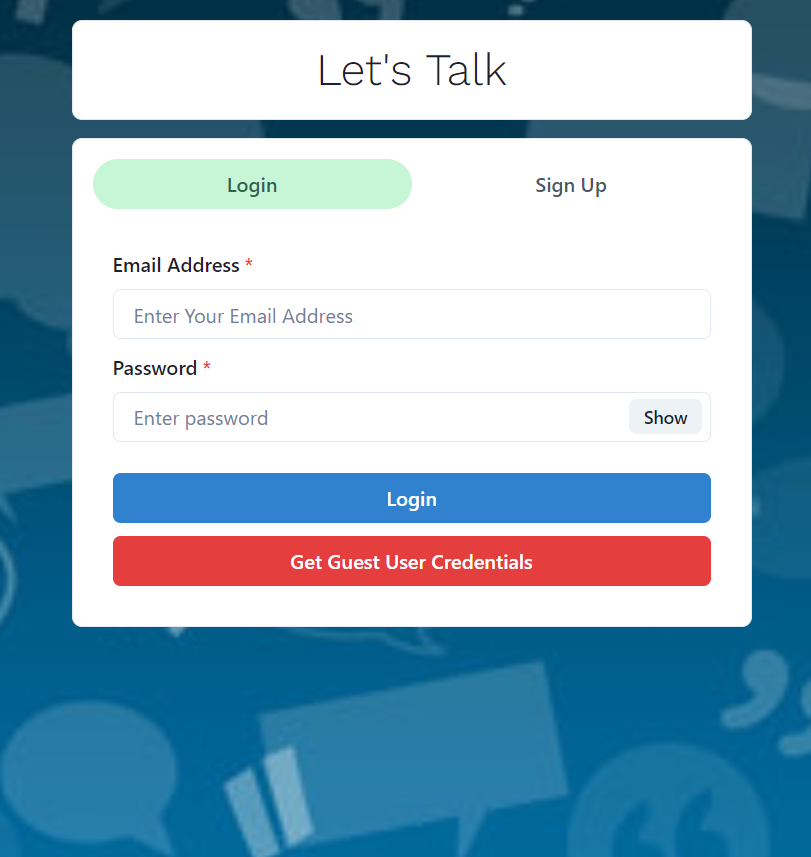 Let's Talk
Login
Sign Up
Email Address *
Enter Your Email Address
Password *
Enter password
Show
Login
Get Guest User Credentials